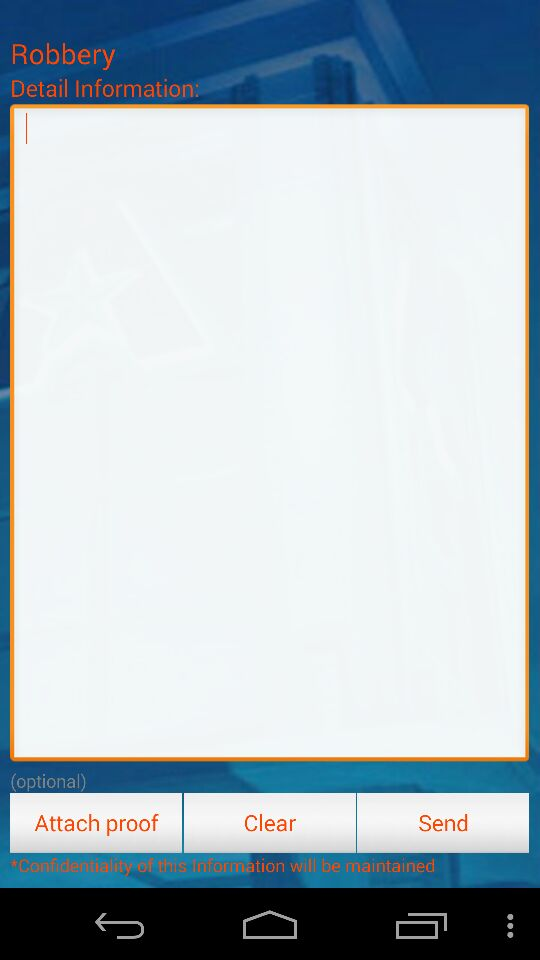 Robbery
Detail Information:
(optional)
Attach proof
Clear
Send
*Confidentiality of this Information will be maintained